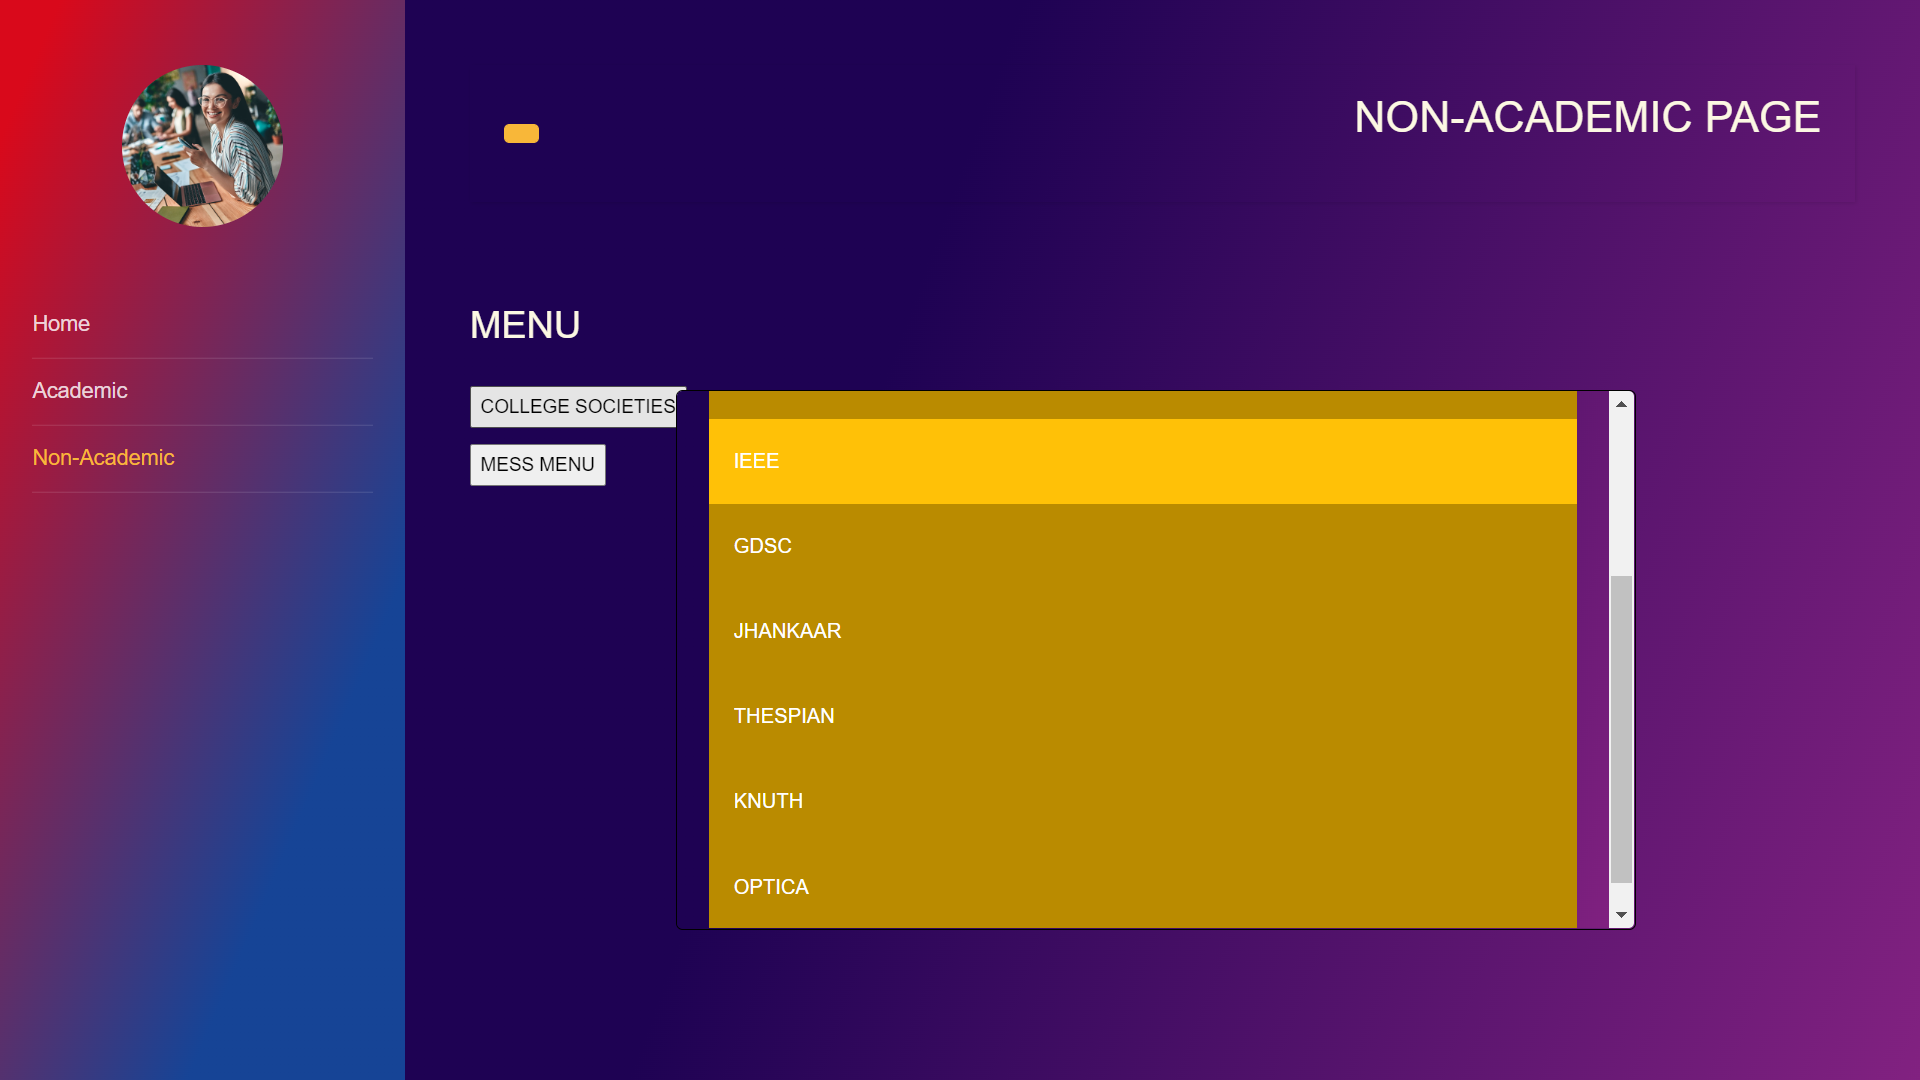 NON-ACADEMIC PAGE
Home
Academic
Non-Academic
MENU
COLLEGE SOCIETIES
MESS MENU
IEEE
GDSC
JHANKAAR
THESPIAN
KNUTH
OPTICA